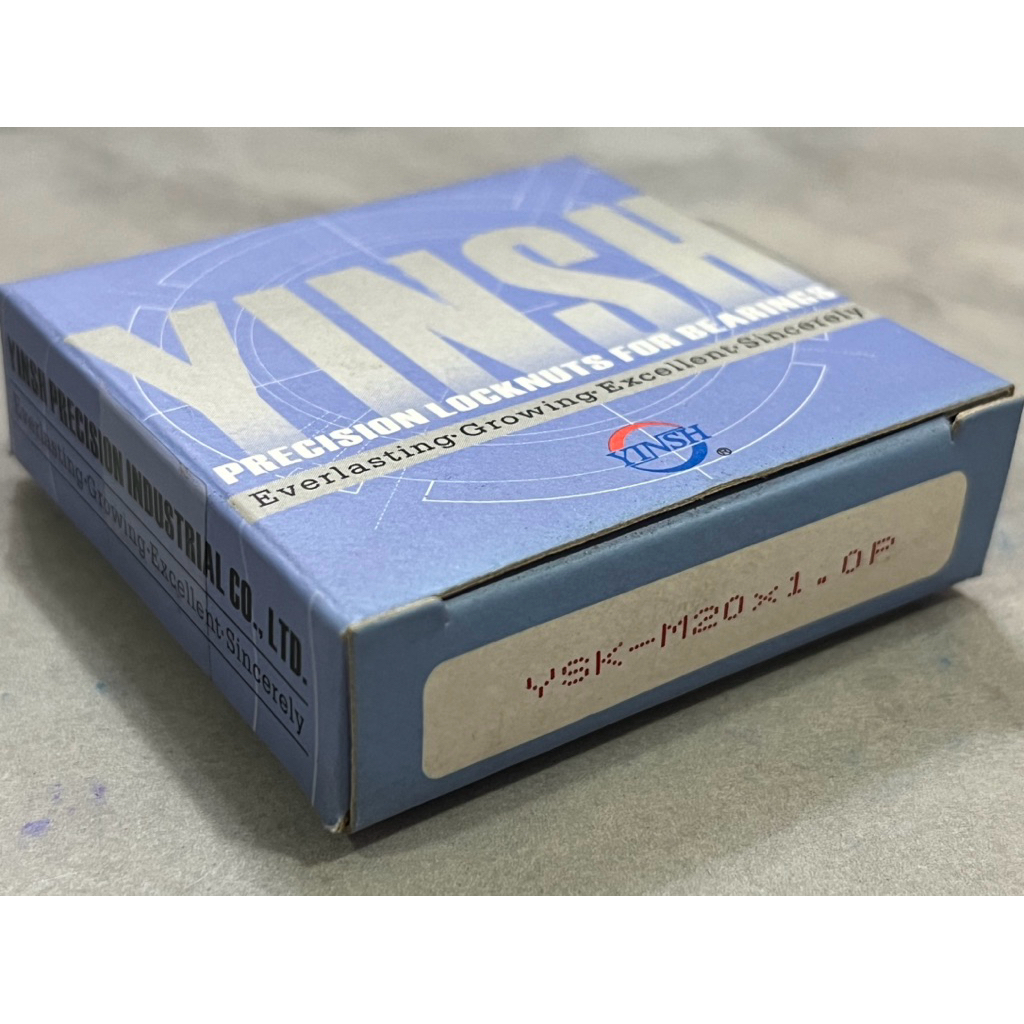 YINSH
PRECISION LOCKNUTS FOR BEARINGS
Everlasting·Growing·Excellent·Sincerely
YINSH®
YINSH PRECISION INDUSTRIAL CO., LTD.
Everlasting·Growing·Excellent·Sincerely
YSK-M20x1.0P